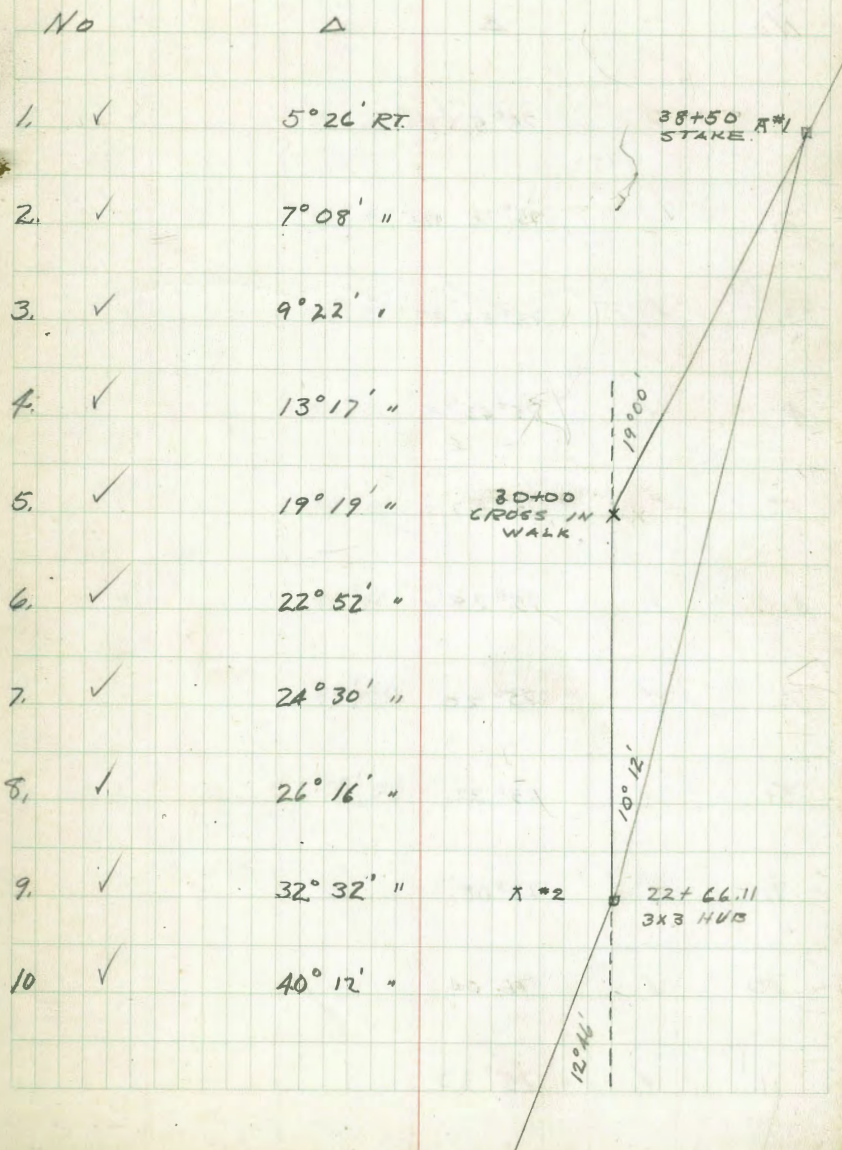 No Δ
1. ✓ 5° 26' RT.
2. ✓ 7° 08' "
3. ✓ 9° 22' "
4. ✓ 13° 17' "
5. ✓ 19° 19' "
6. ✓ 22° 52' "
7. ✓ 24° 30' "
8. ✓ 26° 16' "
9. ✓ 32° 32' "
10 ✓ 40° 12' "
38+50 #1
STAKE.
19° 00'
30+00
CROSS IN
WALK
10° 12'
#2
22+66.11
3X3 HUB
12° 46'